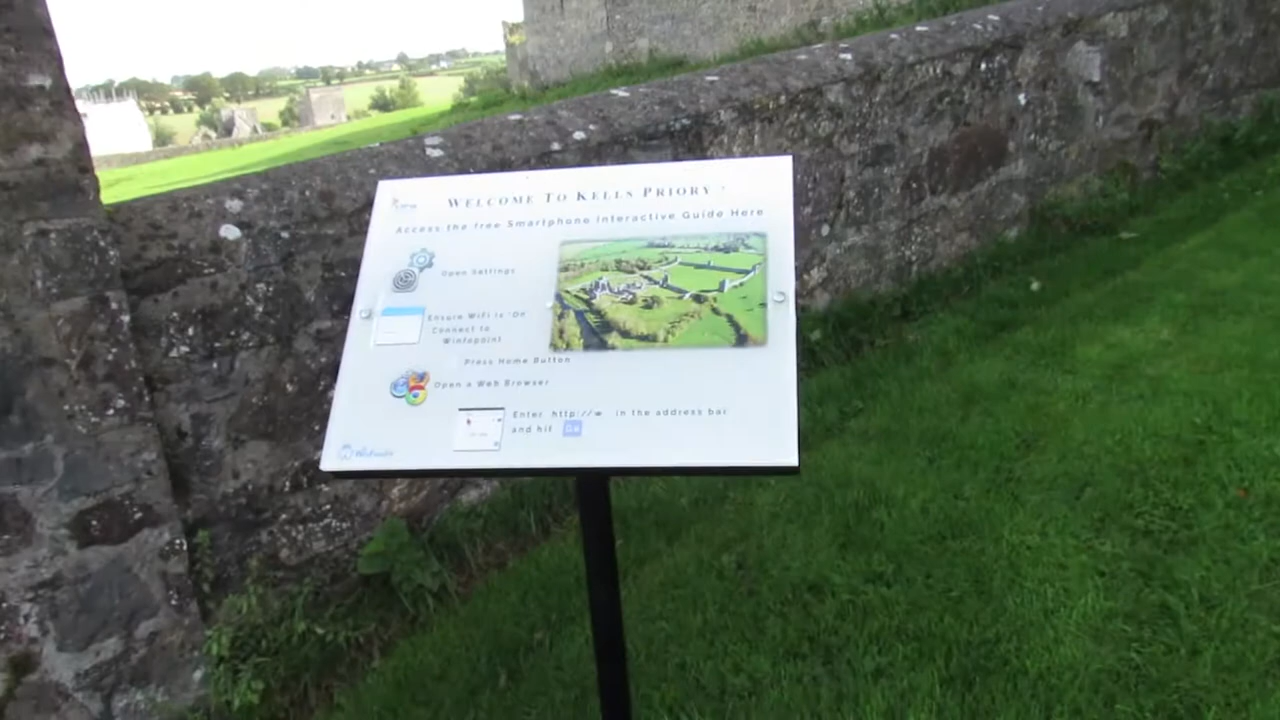 WELCOME TO KELLS PRIORY
Access the free Smartphone Interactive Guide Here
Open Settings
Ensure WiFi is 'On
Connect to
Winfopoint
Press Home Button
Open a Web Browser
Enter http://w in the address bar
and hit Go